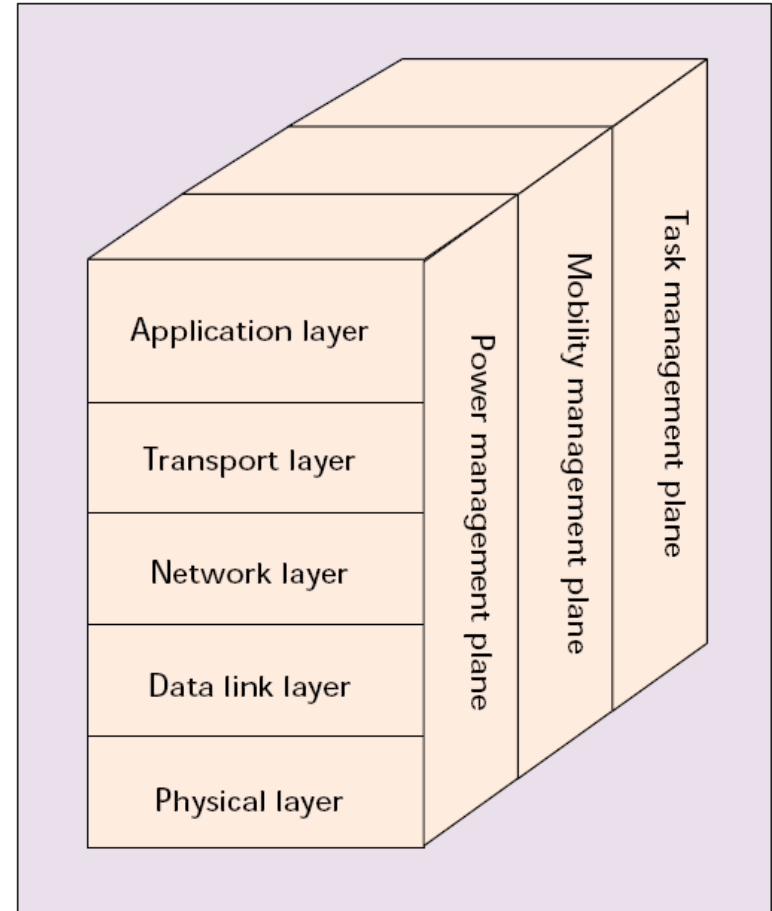 Application layer
Transport layer
Network layer
Data link layer
Physical layer
Power management plane
Mobility management plane
Task management plane